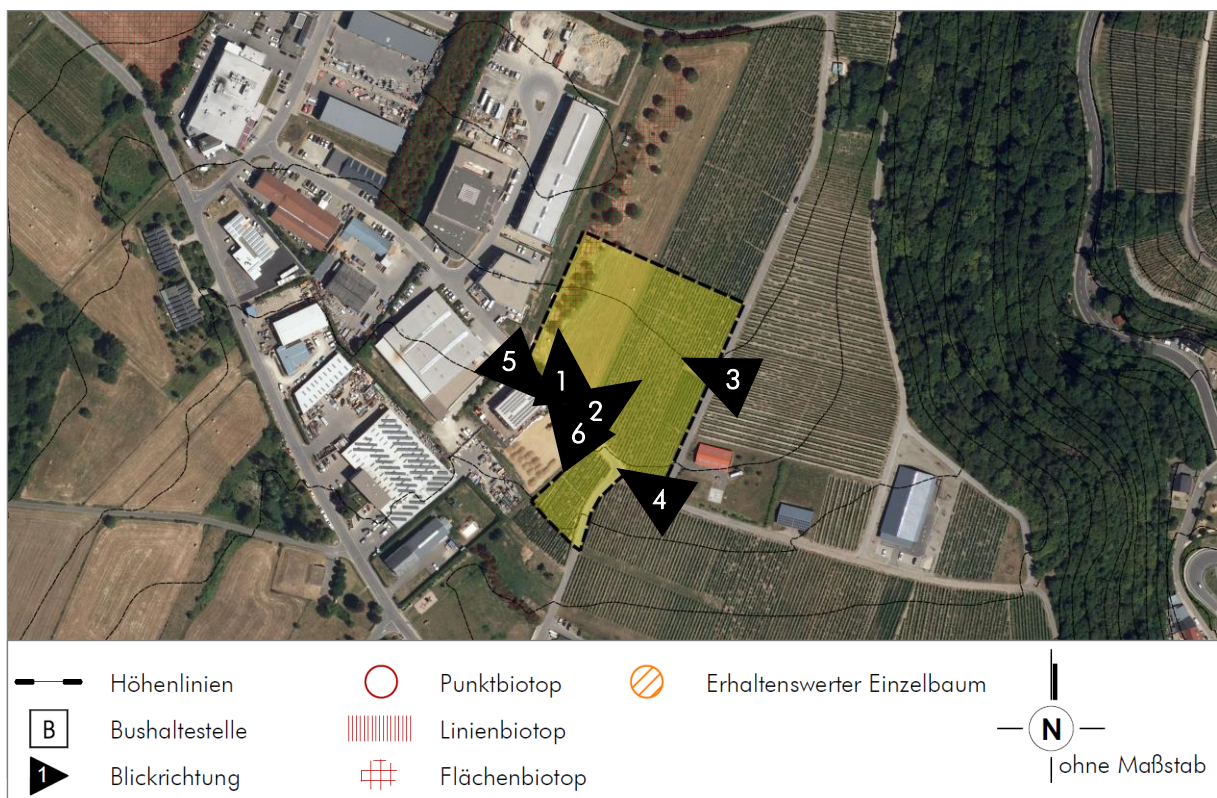 5
1
2
6
3
4
Höhenlinien
Punktbiotop
Erhaltenswerter Einzelbaum
B
Bushaltestelle
Linienbiotop
N
1
Blickrichtung
Flächenbiotop
ohne Maßstab